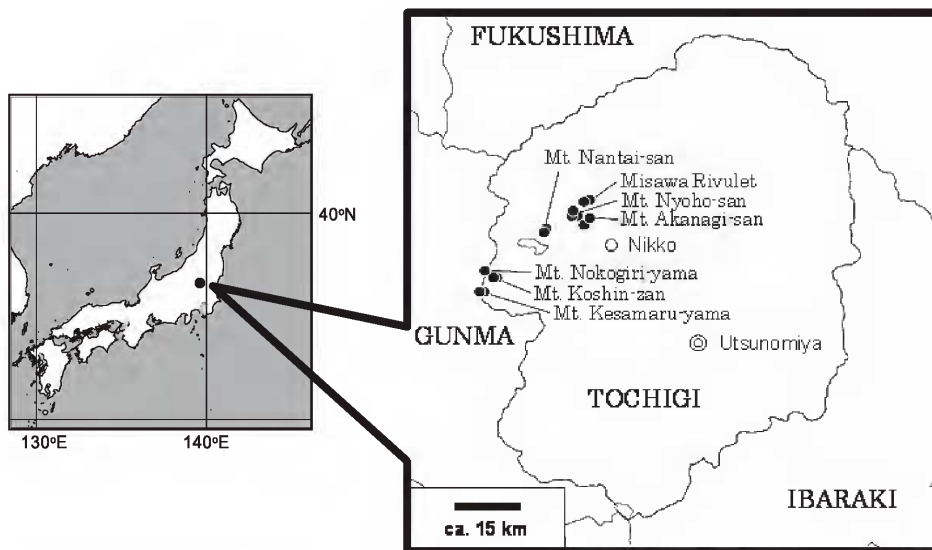 FUKUSHIMA
Mt. Nantai-san
Misawa Rivulet
Mt. Nyoho-san
Mt. Akanagi-san
Nikko
Mt. Nokogiri-yama
Mt. Koshin-zan
Mt. Kesamaru-yama
GUNMA
Utsunomiya
TOCHIGI
IBARAKI
ca. 15 km
40°N
130°E
140°E